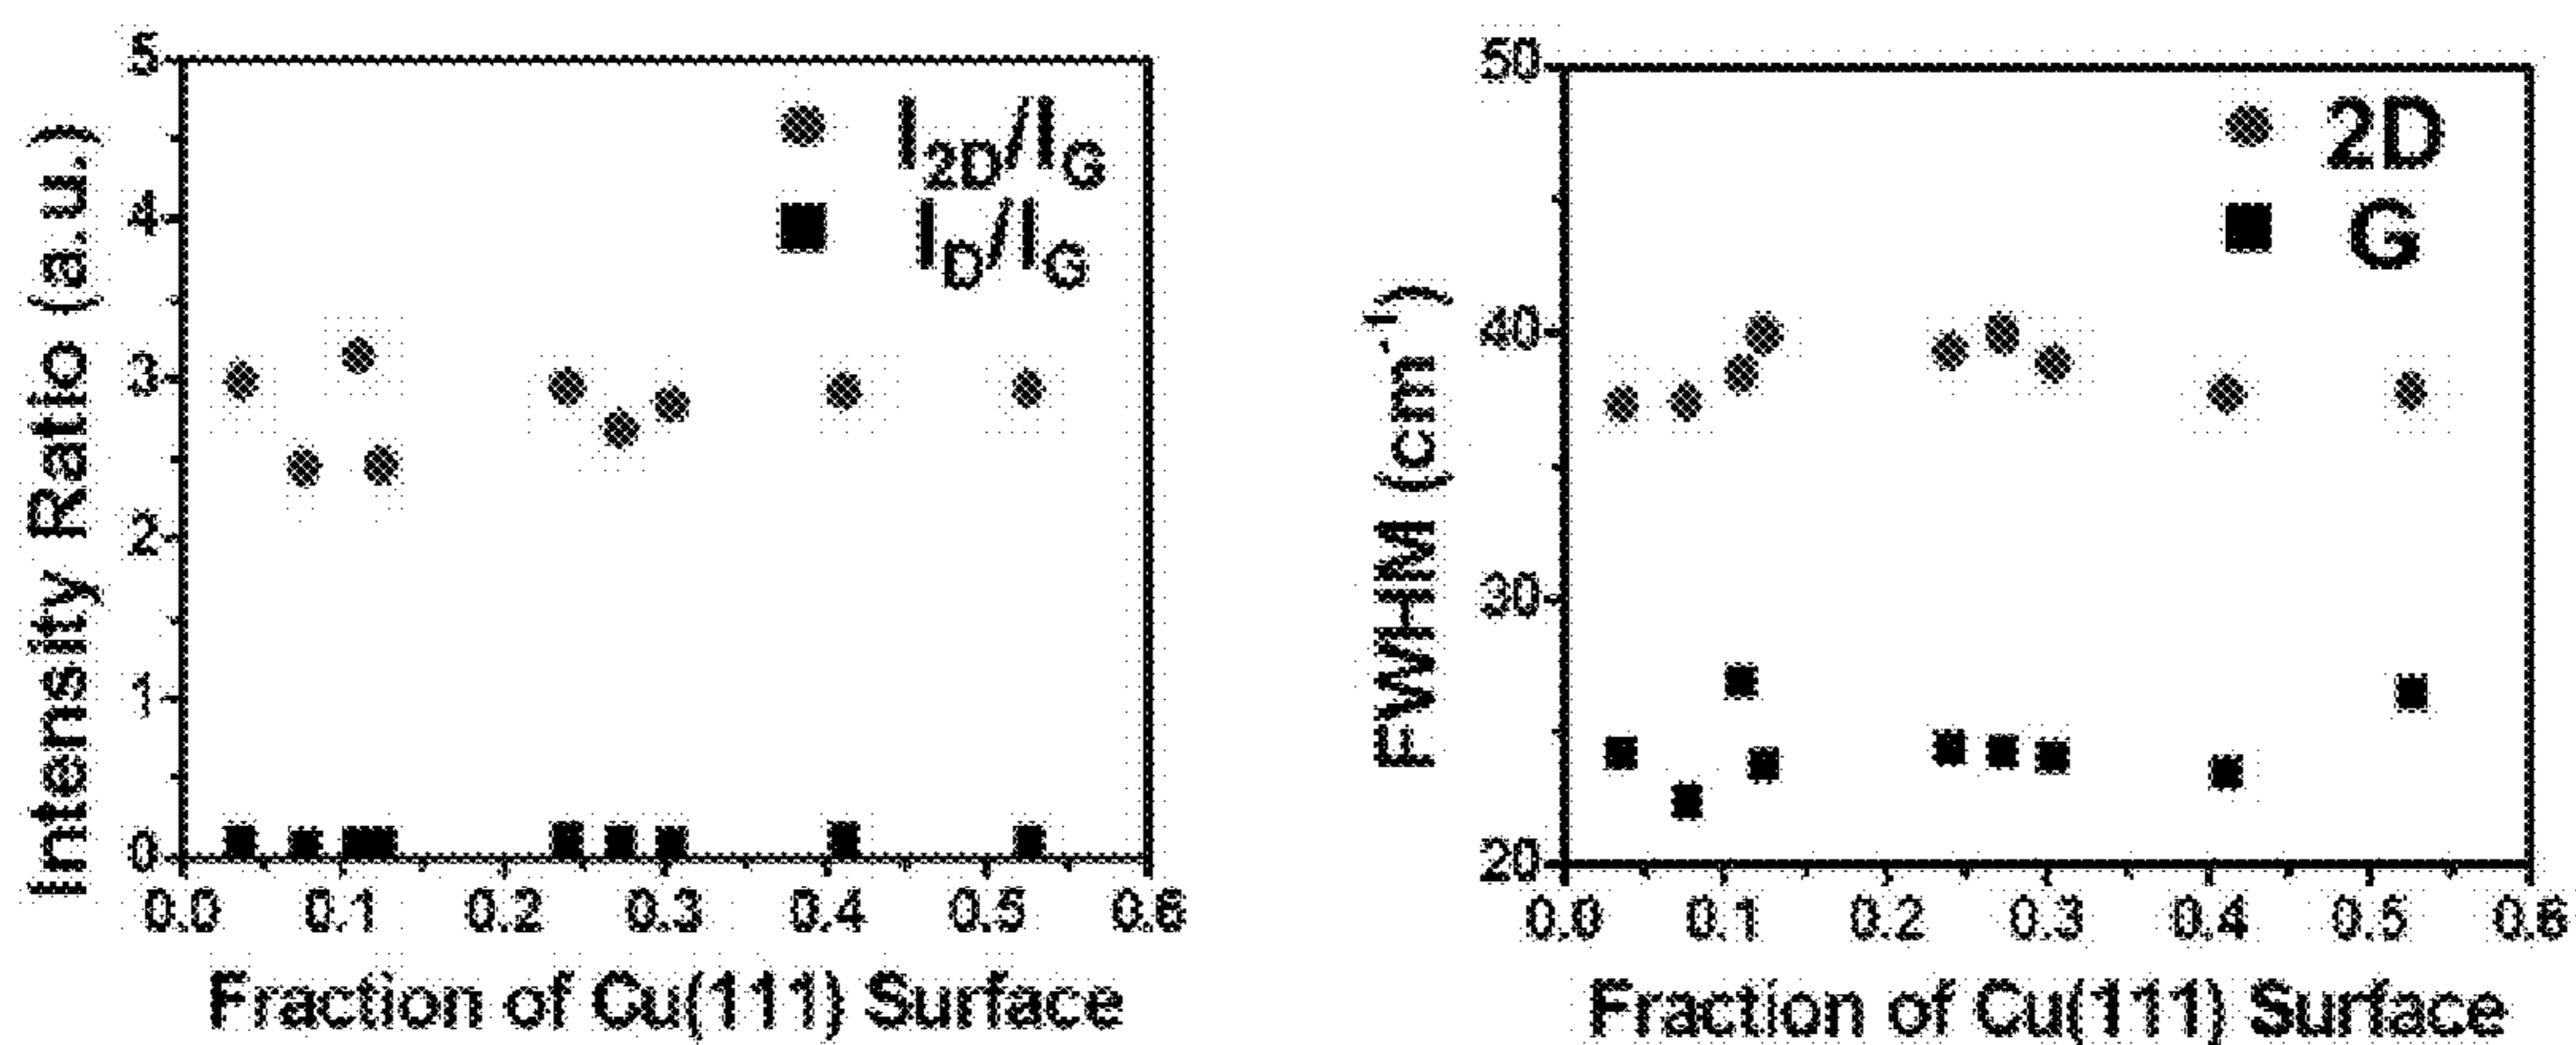 Intensity Ratio (a.u.)
5
4
3
2
1
0
I2D/IG
ID/IG
0.0 0.1 0.2 0.3 0.4 0.5 0.6
Fraction of Cu(111) Surface
FWHM (cm-1)
50
40
30
20
2D
G
0.0 0.1 0.2 0.3 0.4 0.5 0.6
Fraction of Cu(111) Surface